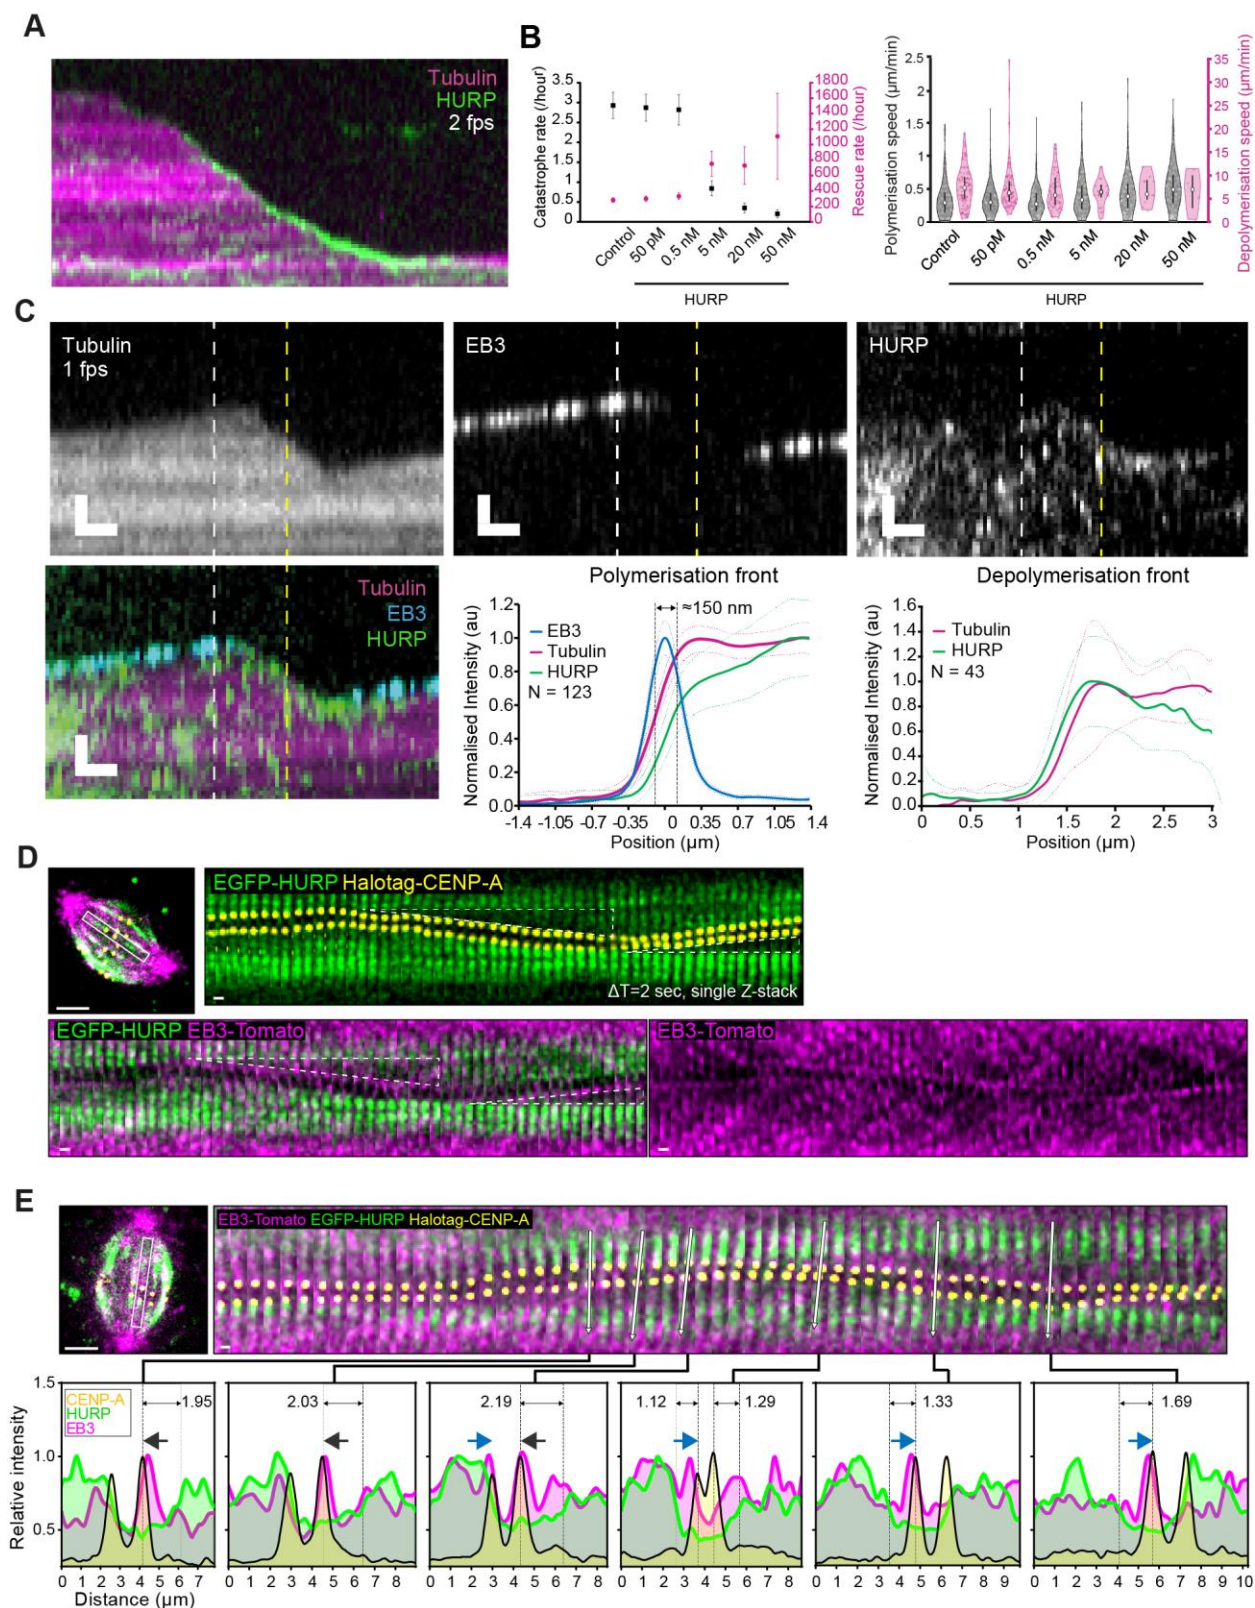 A
Tubulin
HURP
2 fps
B
Catastrophe rate (/hour)
3.5
3
2.5
2
1.5
1
0.5
0
1800
1600
1400
1200
1000
800
600
400
200
0
Rescue rate (/hour)
Control
50 pM
0.5 nM
5 nM
20 nM
50 nM
HURP
Polymerisation speed (µm/min)
2.5
2
1.5
1
0.5
0
35
30
25
20
15
10
5
0
Depolymerisation speed (µm/min)
Control
50 pM
0.5 nM
5 nM
20 nM
50 nM
HURP
C
Tubulin
1 fps
EB3
HURP
Tubulin
EB3
HURP
Polymerisation front
Normalised Intensity (au)
1.2
1.0
0.8
0.6
0.4
0.2
0.0
≈150 nm
EB3
Tubulin
HURP
N = 123
-1.4 -1.05 -0.7 -0.35 0 0.35 0.7 1.05 1.4
Position (µm)
Depolymerisation front
Normalised Intensity (au)
1.6
1.4
1.2
1.0
0.8
0.6
0.4
0.2
0.0
Tubulin
HURP
N = 43
0 0.5 1 1.5 2 2.5 3
Position (µm)
D
EGFP-HURP Halotag-CENP-A
ΔT=2 sec, single Z-stack
EGFP-HURP EB3-Tomato
EB3-Tomato
E
EB3-Tomato EGFP-HURP Halotag-CENP-A
Relative intensity
1.5
1.0
0.5
CENP-A
HURP
EB3
1.95
2.03
2.19
1.12
1.29
1.33
1.69
0 1 2 3 4 5 6 7
0 1 2 3 4 5 6 7 8
0 1 2 3 4 5 6 7 8
0 1 2 3 4 5 6 7 8
0 1 2 3 4 5 6 7 8
0 1 2 3 4 5 6 7 8 9 10
Distance (µm)